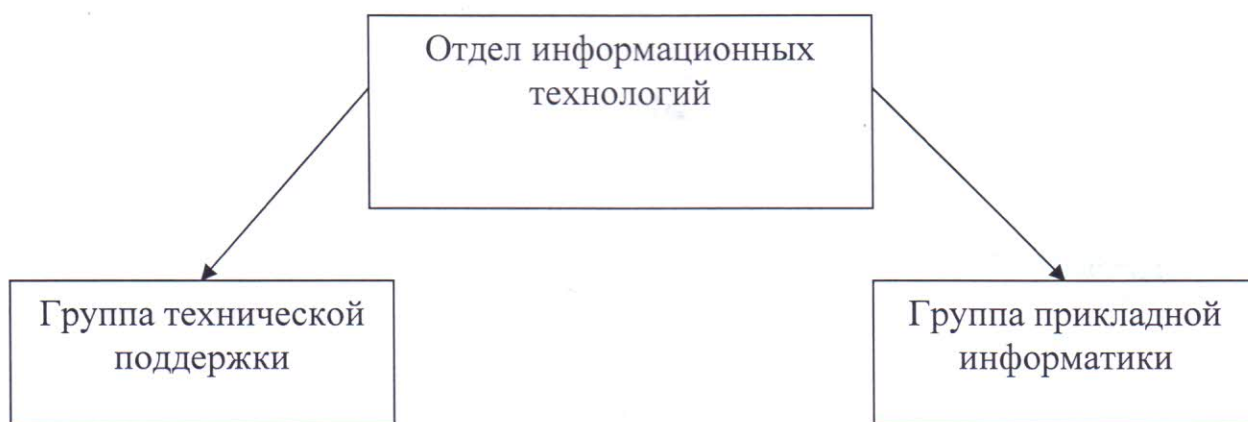 Отдел информационных
технологий
Группа технической
поддержки
Группа прикладной
информатики